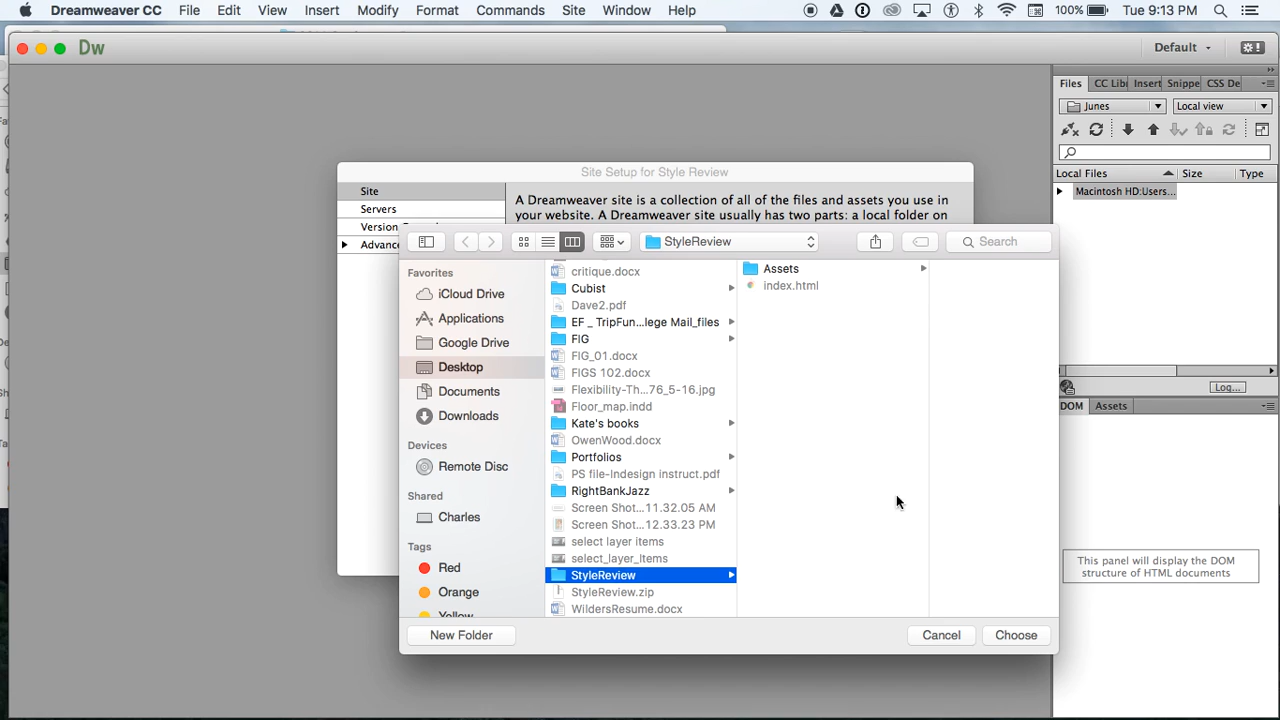 Dreamweaver CC File Edit View Insert Modify Format Commands Site Window Help 100% Tue 9:13 PM
Dw Default
Files CC Lib Insert Snippe CSS De
Junes Local view
Local Files Size Type
Macintosh HD:Users...
Log...
DOM Assets
This panel will display the DOM
structure of HTML documents
Site Setup for Style Review
Site
Servers
Version
Advanc
A Dreamweaver site is a collection of all of the files and assets you use in
your website. A Dreamweaver site usually has two parts: a local folder on
StyleReview Search
Favorites
iCloud Drive
Applications
Google Drive
Desktop
Documents
Downloads
Devices
Remote Disc
Shared
Charles
Tags
Red
Orange
Yellow
critique.docx
Cubist
Dave2.pdf
EF _ TripFun...lege Mail_files
FIG
FIG_01.docx
FIGS 102.docx
Flexibility-Th...76_5-16.jpg
Floor_map.indd
Kate's books
OwenWood.docx
Portfolios
PS file-Indesign instruct.pdf
RightBankJazz
Screen Shot...11.32.05 AM
Screen Shot...12.33.23 PM
select layer items
select_layer_Items
StyleReview
StyleReview.zip
WildersResume.docx
Assets
index.html
New Folder Cancel Choose